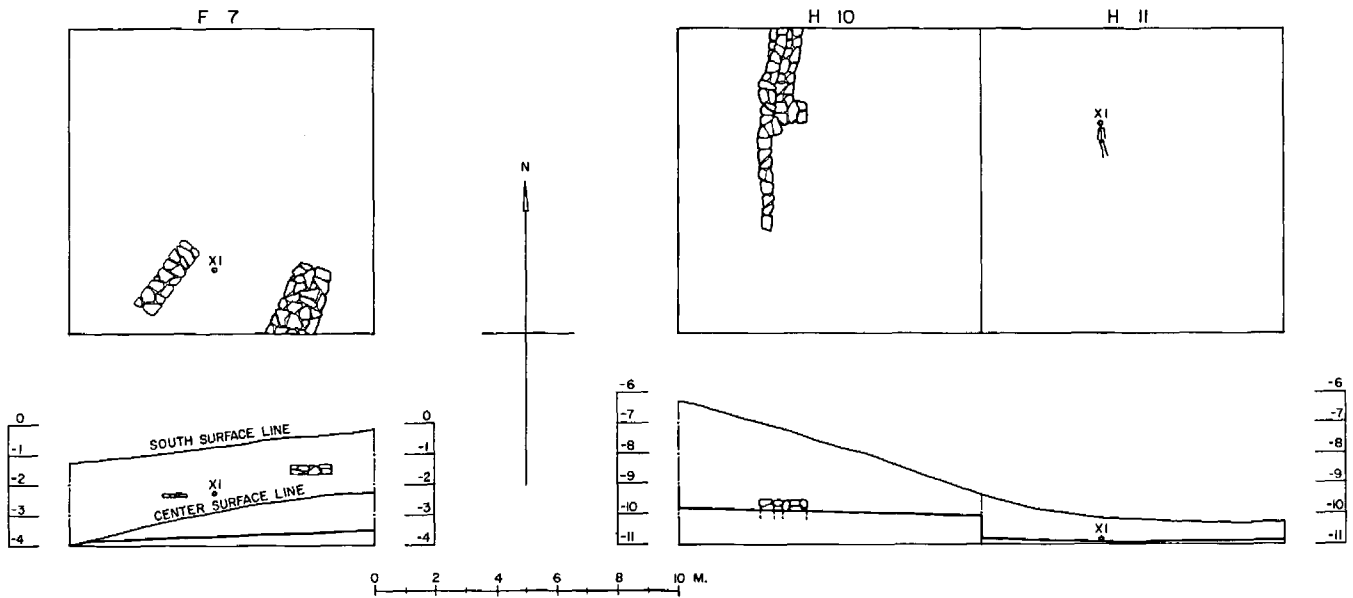 F 7
H 10
H 11
XI
XI
N
0
-1
-2
-3
-4
SOUTH SURFACE LINE
XI
CENTER SURFACE LINE
0
-1
-2
-3
-4
-6
-7
-8
-9
-10
-11
XI
-6
-7
-8
-9
-10
-11
0 2 4 6 8 10 M.